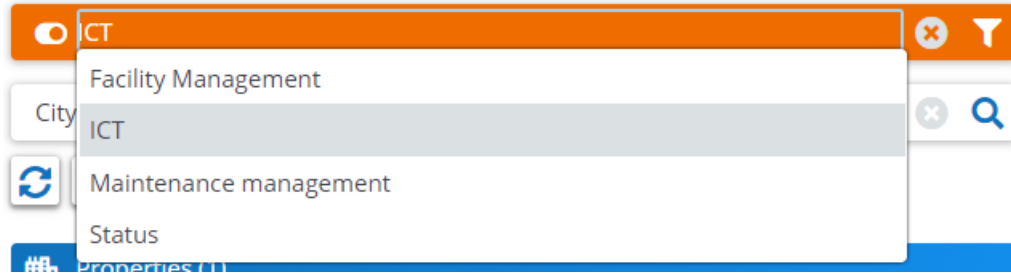 ICT
Facility Management
City
ICT
Maintenance management
Status
Properties (1)